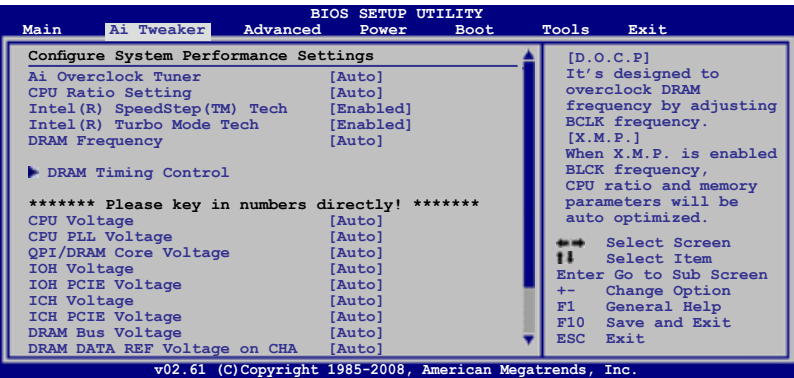 BIOS SETUP UTILITY
Main Ai Tweaker Advanced Power Boot Tools Exit
Configure System Performance Settings
Ai Overclock Tuner [Auto]
CPU Ratio Setting [Auto]
Intel(R) SpeedStep(TM) Tech [Enabled]
Intel(R) Turbo Mode Tech [Enabled]
DRAM Frequency [Auto]
DRAM Timing Control
******* Please key in numbers directly! *******
CPU Voltage [Auto]
CPU PLL Voltage [Auto]
QPI/DRAM Core Voltage [Auto]
IOH Voltage [Auto]
IOH PCIE Voltage [Auto]
ICH Voltage [Auto]
ICH PCIE Voltage [Auto]
DRAM Bus Voltage [Auto]
DRAM DATA REF Voltage on CHA [Auto]
[D.O.C.P]
It's designed to
overclock DRAM
frequency by adjusting
BCLK frequency.
[X.M.P.]
When X.M.P. is enabled
BLCK frequency,
CPU ratio and memory
parameters will be
auto optimized.
Select Screen
Select Item
Enter Go to Sub Screen
+- Change Option
F1 General Help
F10 Save and Exit
ESC Exit
v02.61 (C)Copyright 1985-2008, American Megatrends, Inc.